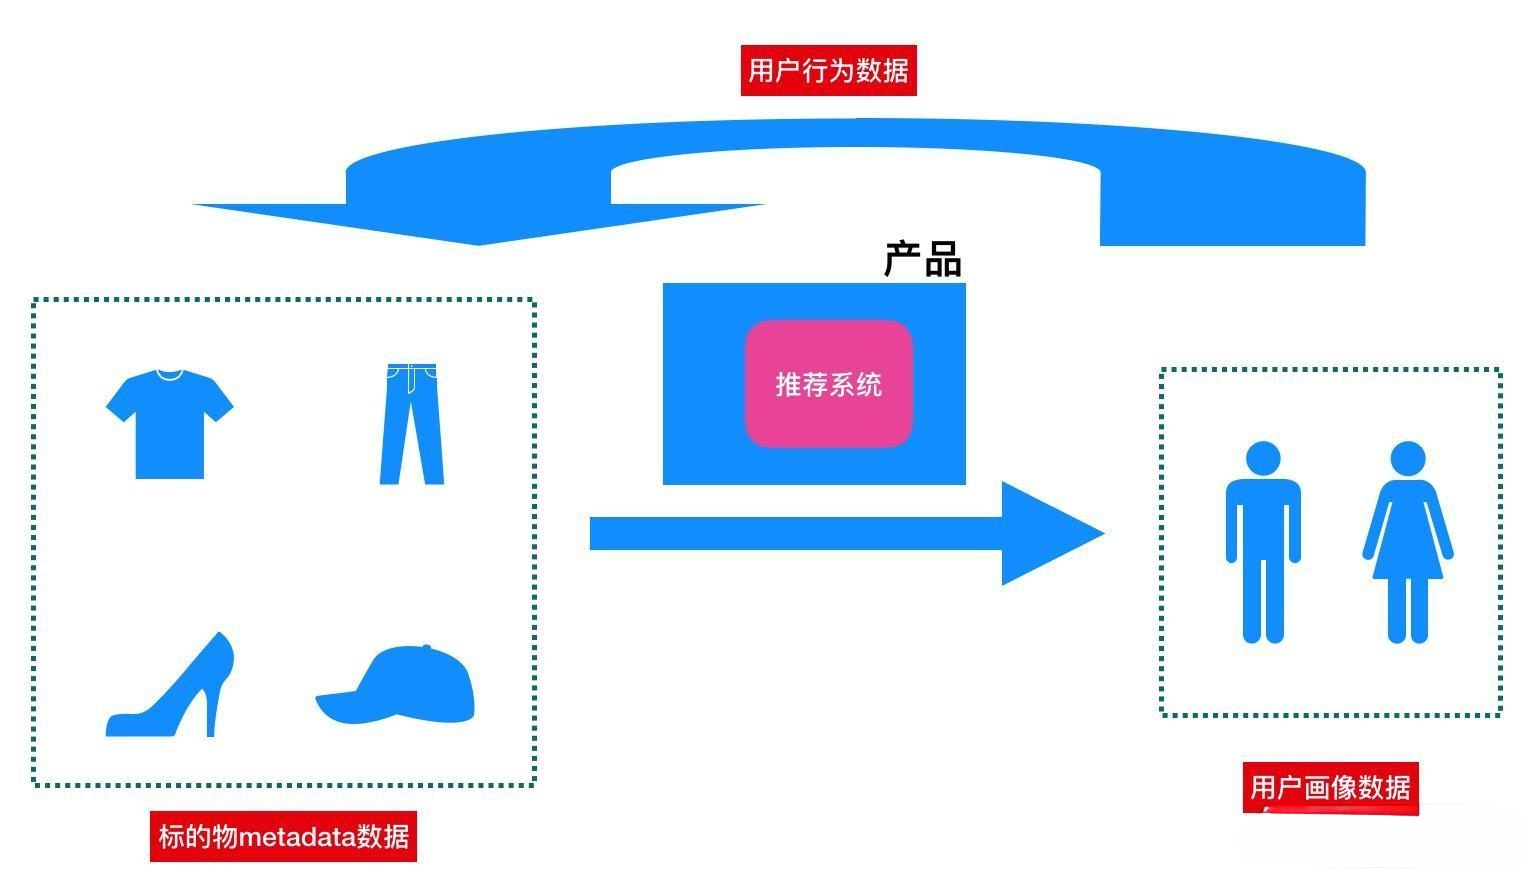 用户行为数据
产品
推荐系统
用户画像数据
标的物metadata数据